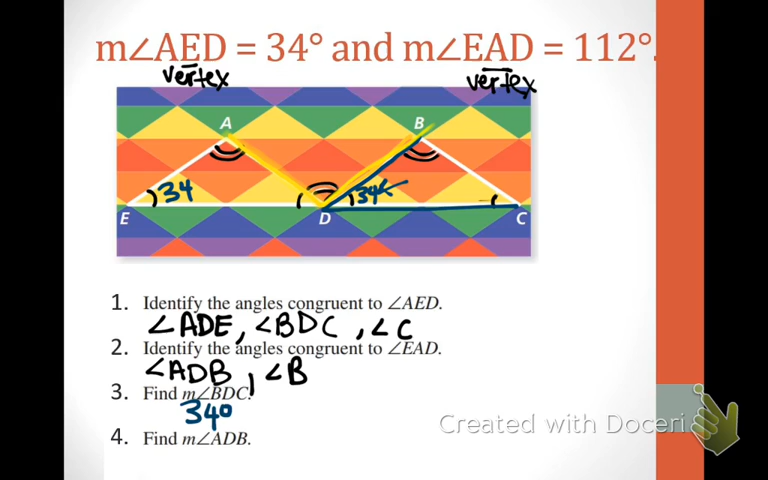 m∠AED = 34° and m∠EAD = 112°.
vertex vertex
A B
34 34
E D C
1. Identify the angles congruent to ∠AED.
∠ADE, ∠BDC, ∠C
2. Identify the angles congruent to ∠EAD.
∠ADB, ∠B
3. Find m∠BDC.
34°
Created with Doceri
4. Find m∠ADB.